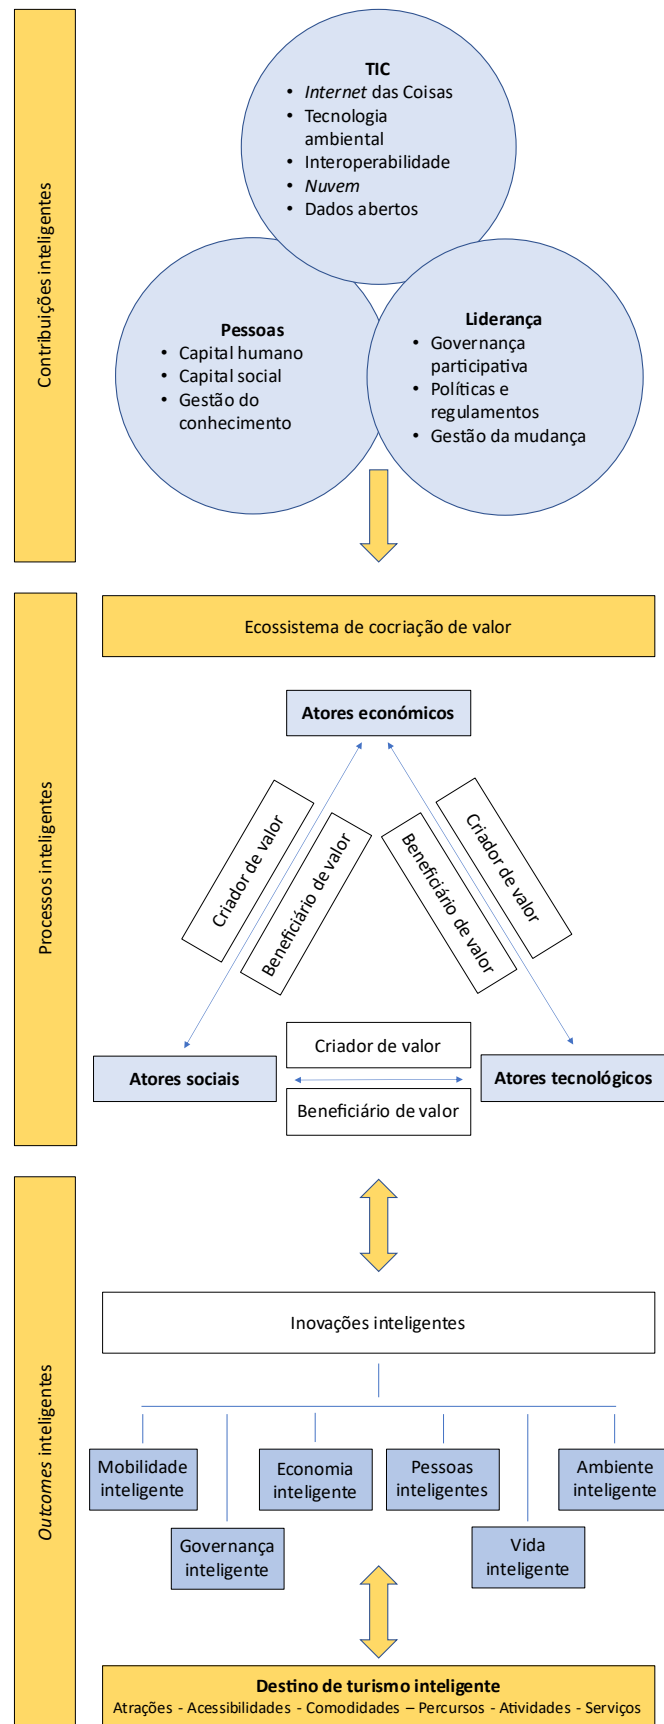 Contribuições inteligentes
TIC
• Internet das Coisas
• Tecnologia
ambiental
• Interoperabilidade
• Nuvem
• Dados abertos
Pessoas
• Capital humano
• Capital social
• Gestão do
conhecimento
Liderança
• Governança
participativa
• Políticas e
regulamentos
• Gestão da mudança
Processos inteligentes
Ecossistema de cocriação de valor
Atores económicos
Criador de valor
Beneficiário de valor
Beneficiário de valor
Criador de valor
Atores sociais
Criador de valor
Beneficiário de valor
Atores tecnológicos
Outcomes inteligentes
Inovações inteligentes
Mobilidade
inteligente
Governança
inteligente
Economia
inteligente
Pessoas
inteligentes
Vida
inteligente
Ambiente
inteligente
Destino de turismo inteligente
Atrações - Acessibilidades - Comodidades – Percursos - Atividades - Serviços